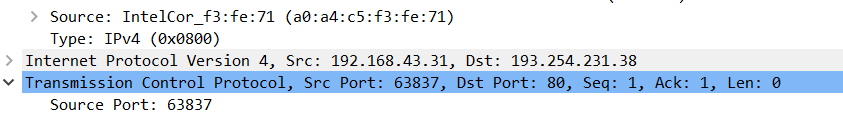 Source: IntelCor_f3:fe:71 (a0:a4:c5:f3:fe:71)
Type: IPv4 (0x0800)
Internet Protocol Version 4, Src: 192.168.43.31, Dst: 193.254.231.38
Transmission Control Protocol, Src Port: 63837, Dst Port: 80, Seq: 1, Ack: 1, Len: 0
Source Port: 63837